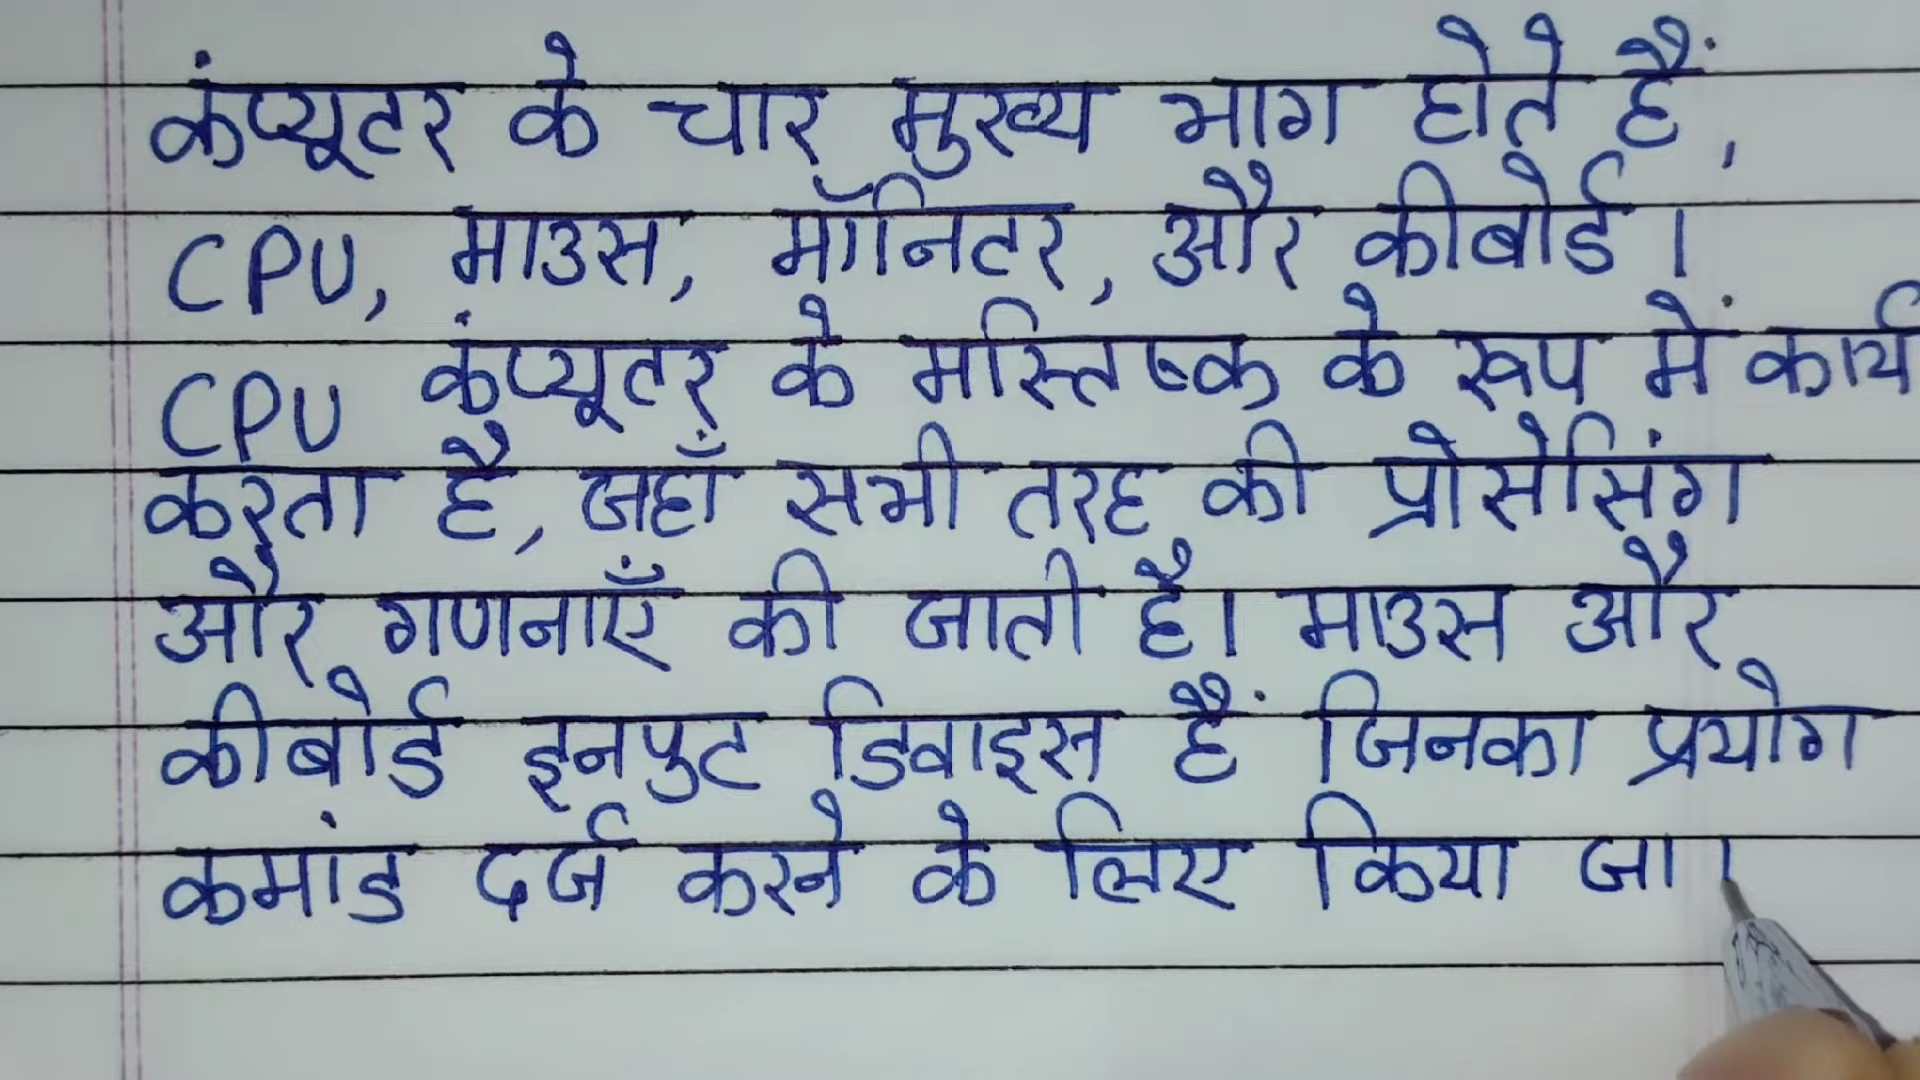 कंप्यूटर के चार मुख्य भाग होते हैं,
CPU, माउस, मॉनिटर, और कीबोर्ड।
CPU कंप्यूटर के मस्तिष्क के रूप में कार्य
करता है, जहाँ सभी तरह की प्रोसेसिंग
और गणनाएँ की जाती है। माउस और
कीबोर्ड इनपुट डिवाइस हैं जिनका प्रयोग
कमांड दर्ज करने के लिए किया जा